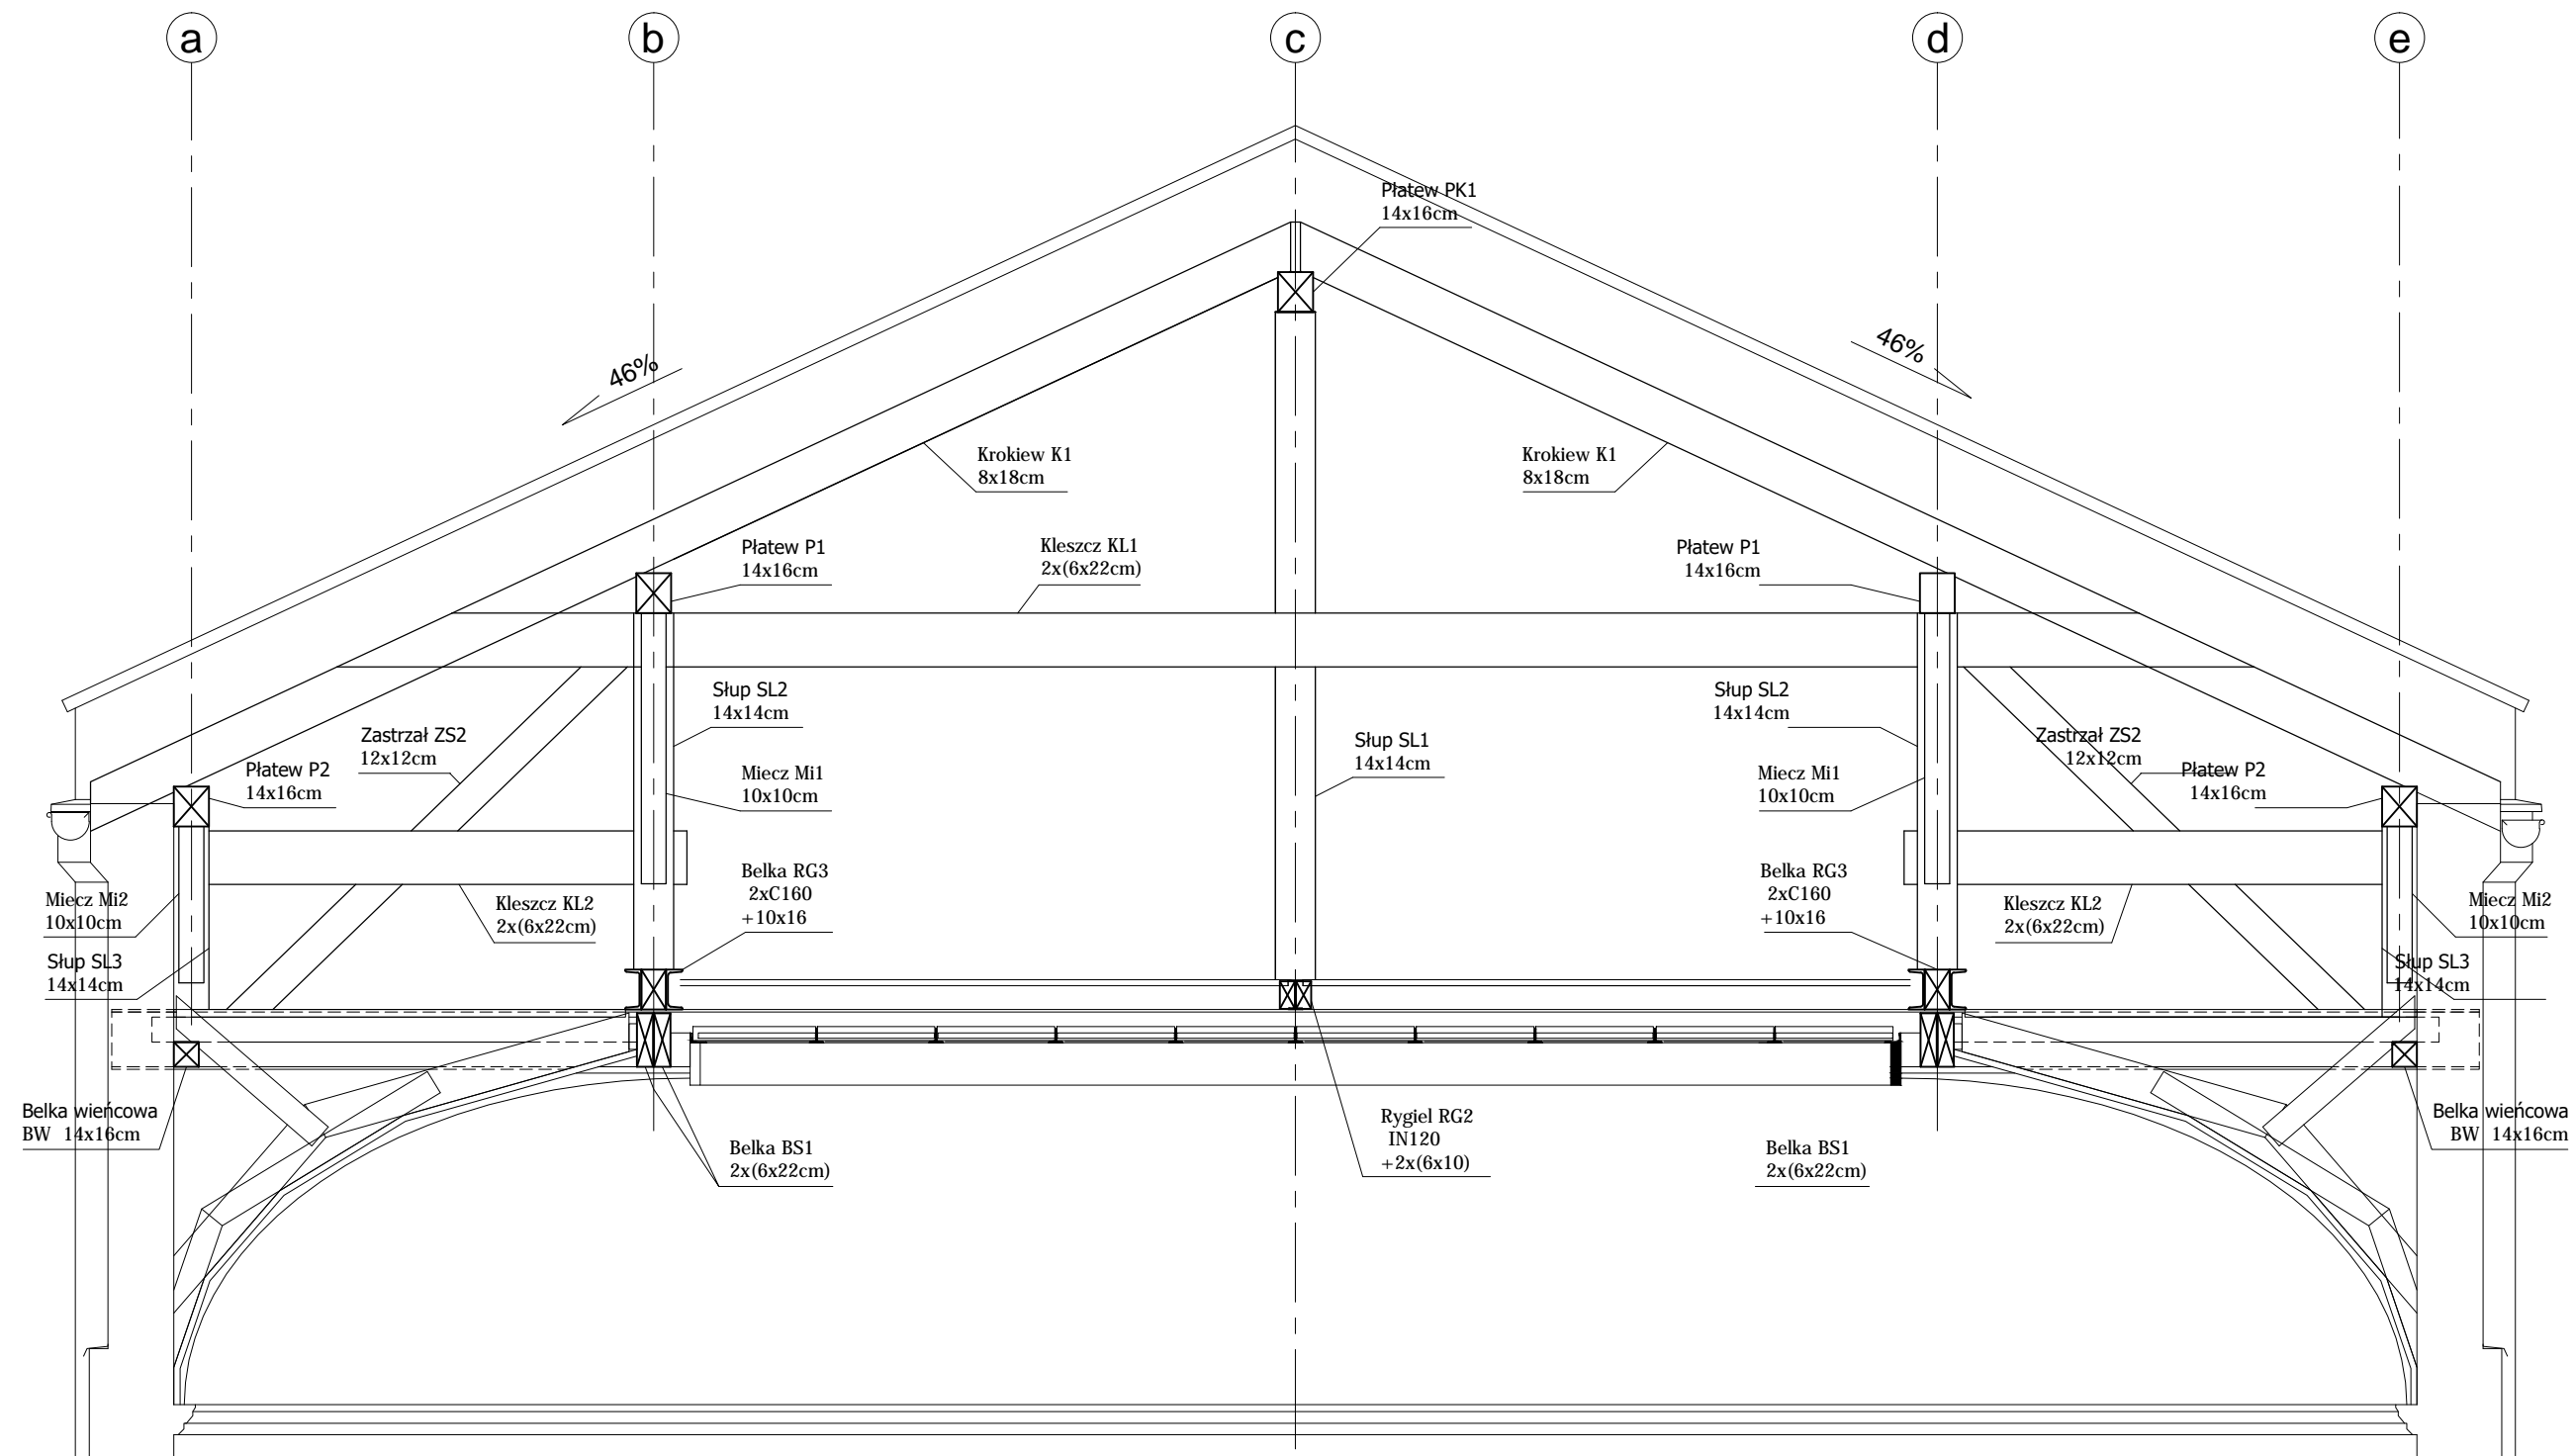 a
b
c
d
e
Płatew PK1
14x16cm
46%
46%
Krokiew K1
8x18cm
Krokiew K1
8x18cm
Płatew P1
14x16cm
Kleszcz KL1
2x(6x22cm)
Płatew P1
14x16cm
Słup SL2
14x14cm
Słup SL2
14x14cm
Zastrzał ZS2
12x12cm
Słup SL1
14x14cm
Zastrzał ZS2
12x12cm
Płatew P2
14x16cm
Miecz Mi1
10x10cm
Miecz Mi1
10x10cm
Płatew P2
14x16cm
Belka RG3
2xC160
+10x16
Belka RG3
2xC160
+10x16
Miecz Mi2
10x10cm
Kleszcz KL2
2x(6x22cm)
Kleszcz KL2
2x(6x22cm)
Miecz Mi2
10x10cm
Słup SL3
14x14cm
Słup SL3
14x14cm
Belka wieńcowa
BW 14x16cm
Belka BS1
2x(6x22cm)
Rygiel RG2
IN120
+2x(6x10)
Belka BS1
2x(6x22cm)
Belka wieńcowa
BW 14x16cm